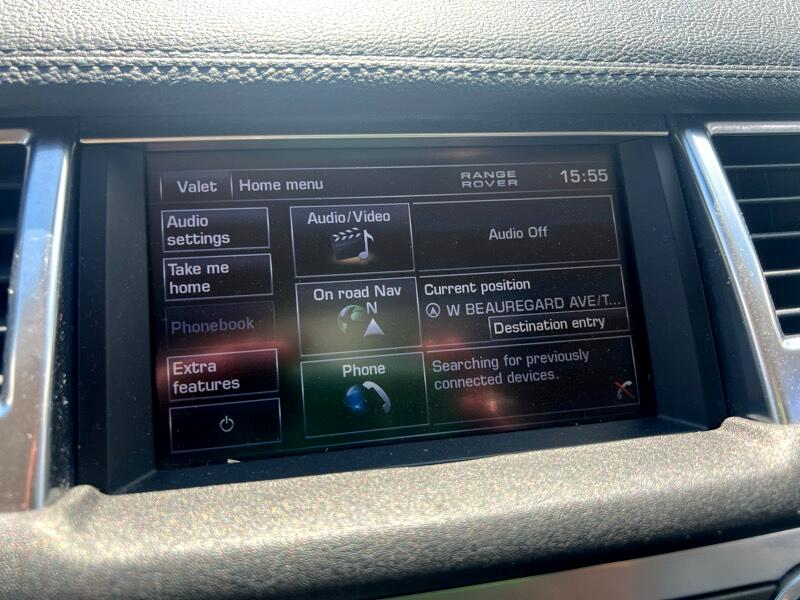 Valet
Home menu
RANGE
ROVER
15:55
Audio
settings
Audio/Video
Audio Off
Take me
home
On road Nav
N
Current position
W BEAUREGARD AVE/T...
Destination entry
Phonebook
Extra
features
Phone
Searching for previously
connected devices.